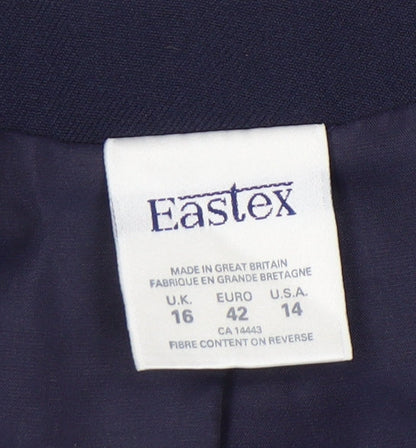 Eastex
MADE IN GREAT BRITAIN
FABRIQUE EN GRANDE BRETAGNE
U.K. EURO U.S.A.
16 42 14
CA 14443
FIBRE CONTENT ON REVERSE